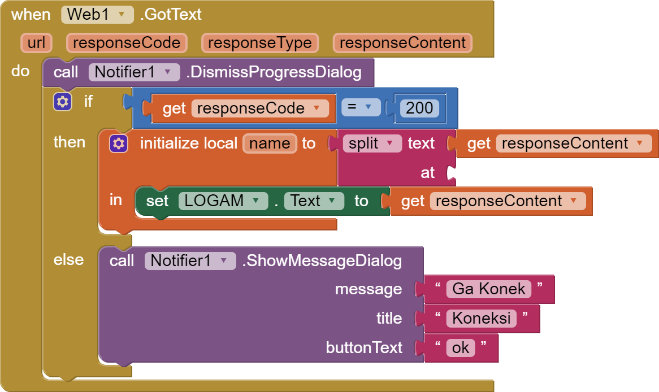 when Web1 .GotText
url responseCode responseType responseContent
do call Notifier1 .DismissProgressDialog
if get responseCode = 200
then initialize local name to split text get responseContent
at
in set LOGAM . Text to get responseContent
else call Notifier1 .ShowMessageDialog
message “ Ga Konek ”
title “ Koneksi ”
buttonText “ ok ”